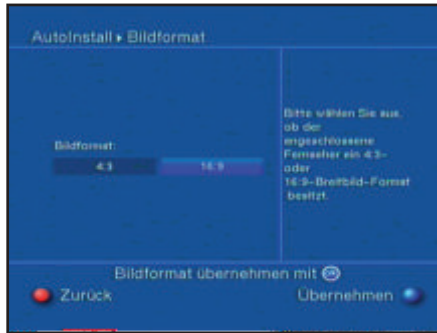 AutoInstall ▸ Bildformat
Bildformat:
4:3 16:9
Bitte wählen Sie aus,
ob der
angeschlossene
Fernseher ein 4:3-
oder
16:9-Breitbild-Format
besitzt.
Bildformat übernehmen mit OK
Zurück Übernehmen